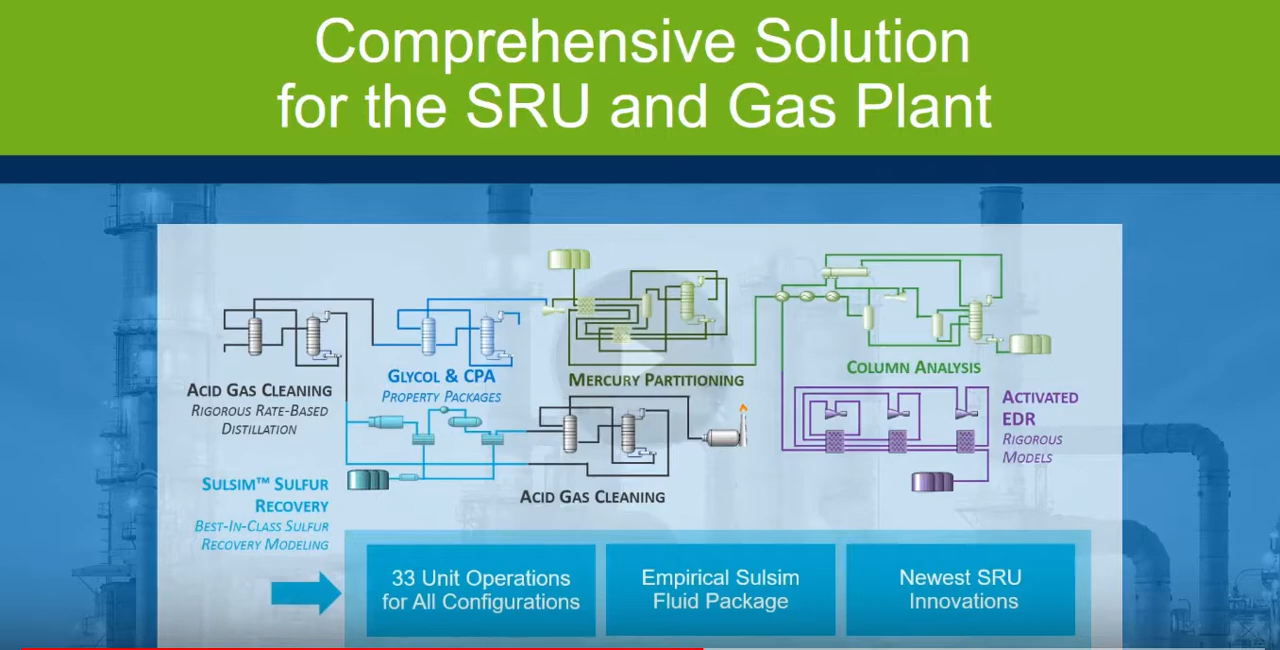 Comprehensive Solution
for the SRU and Gas Plant
ACID GAS CLEANING
RIGOROUS RATE-BASED
DISTILLATION
GLYCOL & CPA
PROPERTY PACKAGES
MERCURY PARTITIONING
COLUMN ANALYSIS
ACTIVATED
EDR
RIGOROUS
MODELS
SULSIM™ SULFUR
RECOVERY
BEST-IN-CLASS SULFUR
RECOVERY MODELING
ACID GAS CLEANING
33 Unit Operations
for All Configurations
Empirical Sulsim
Fluid Package
Newest SRU
Innovations